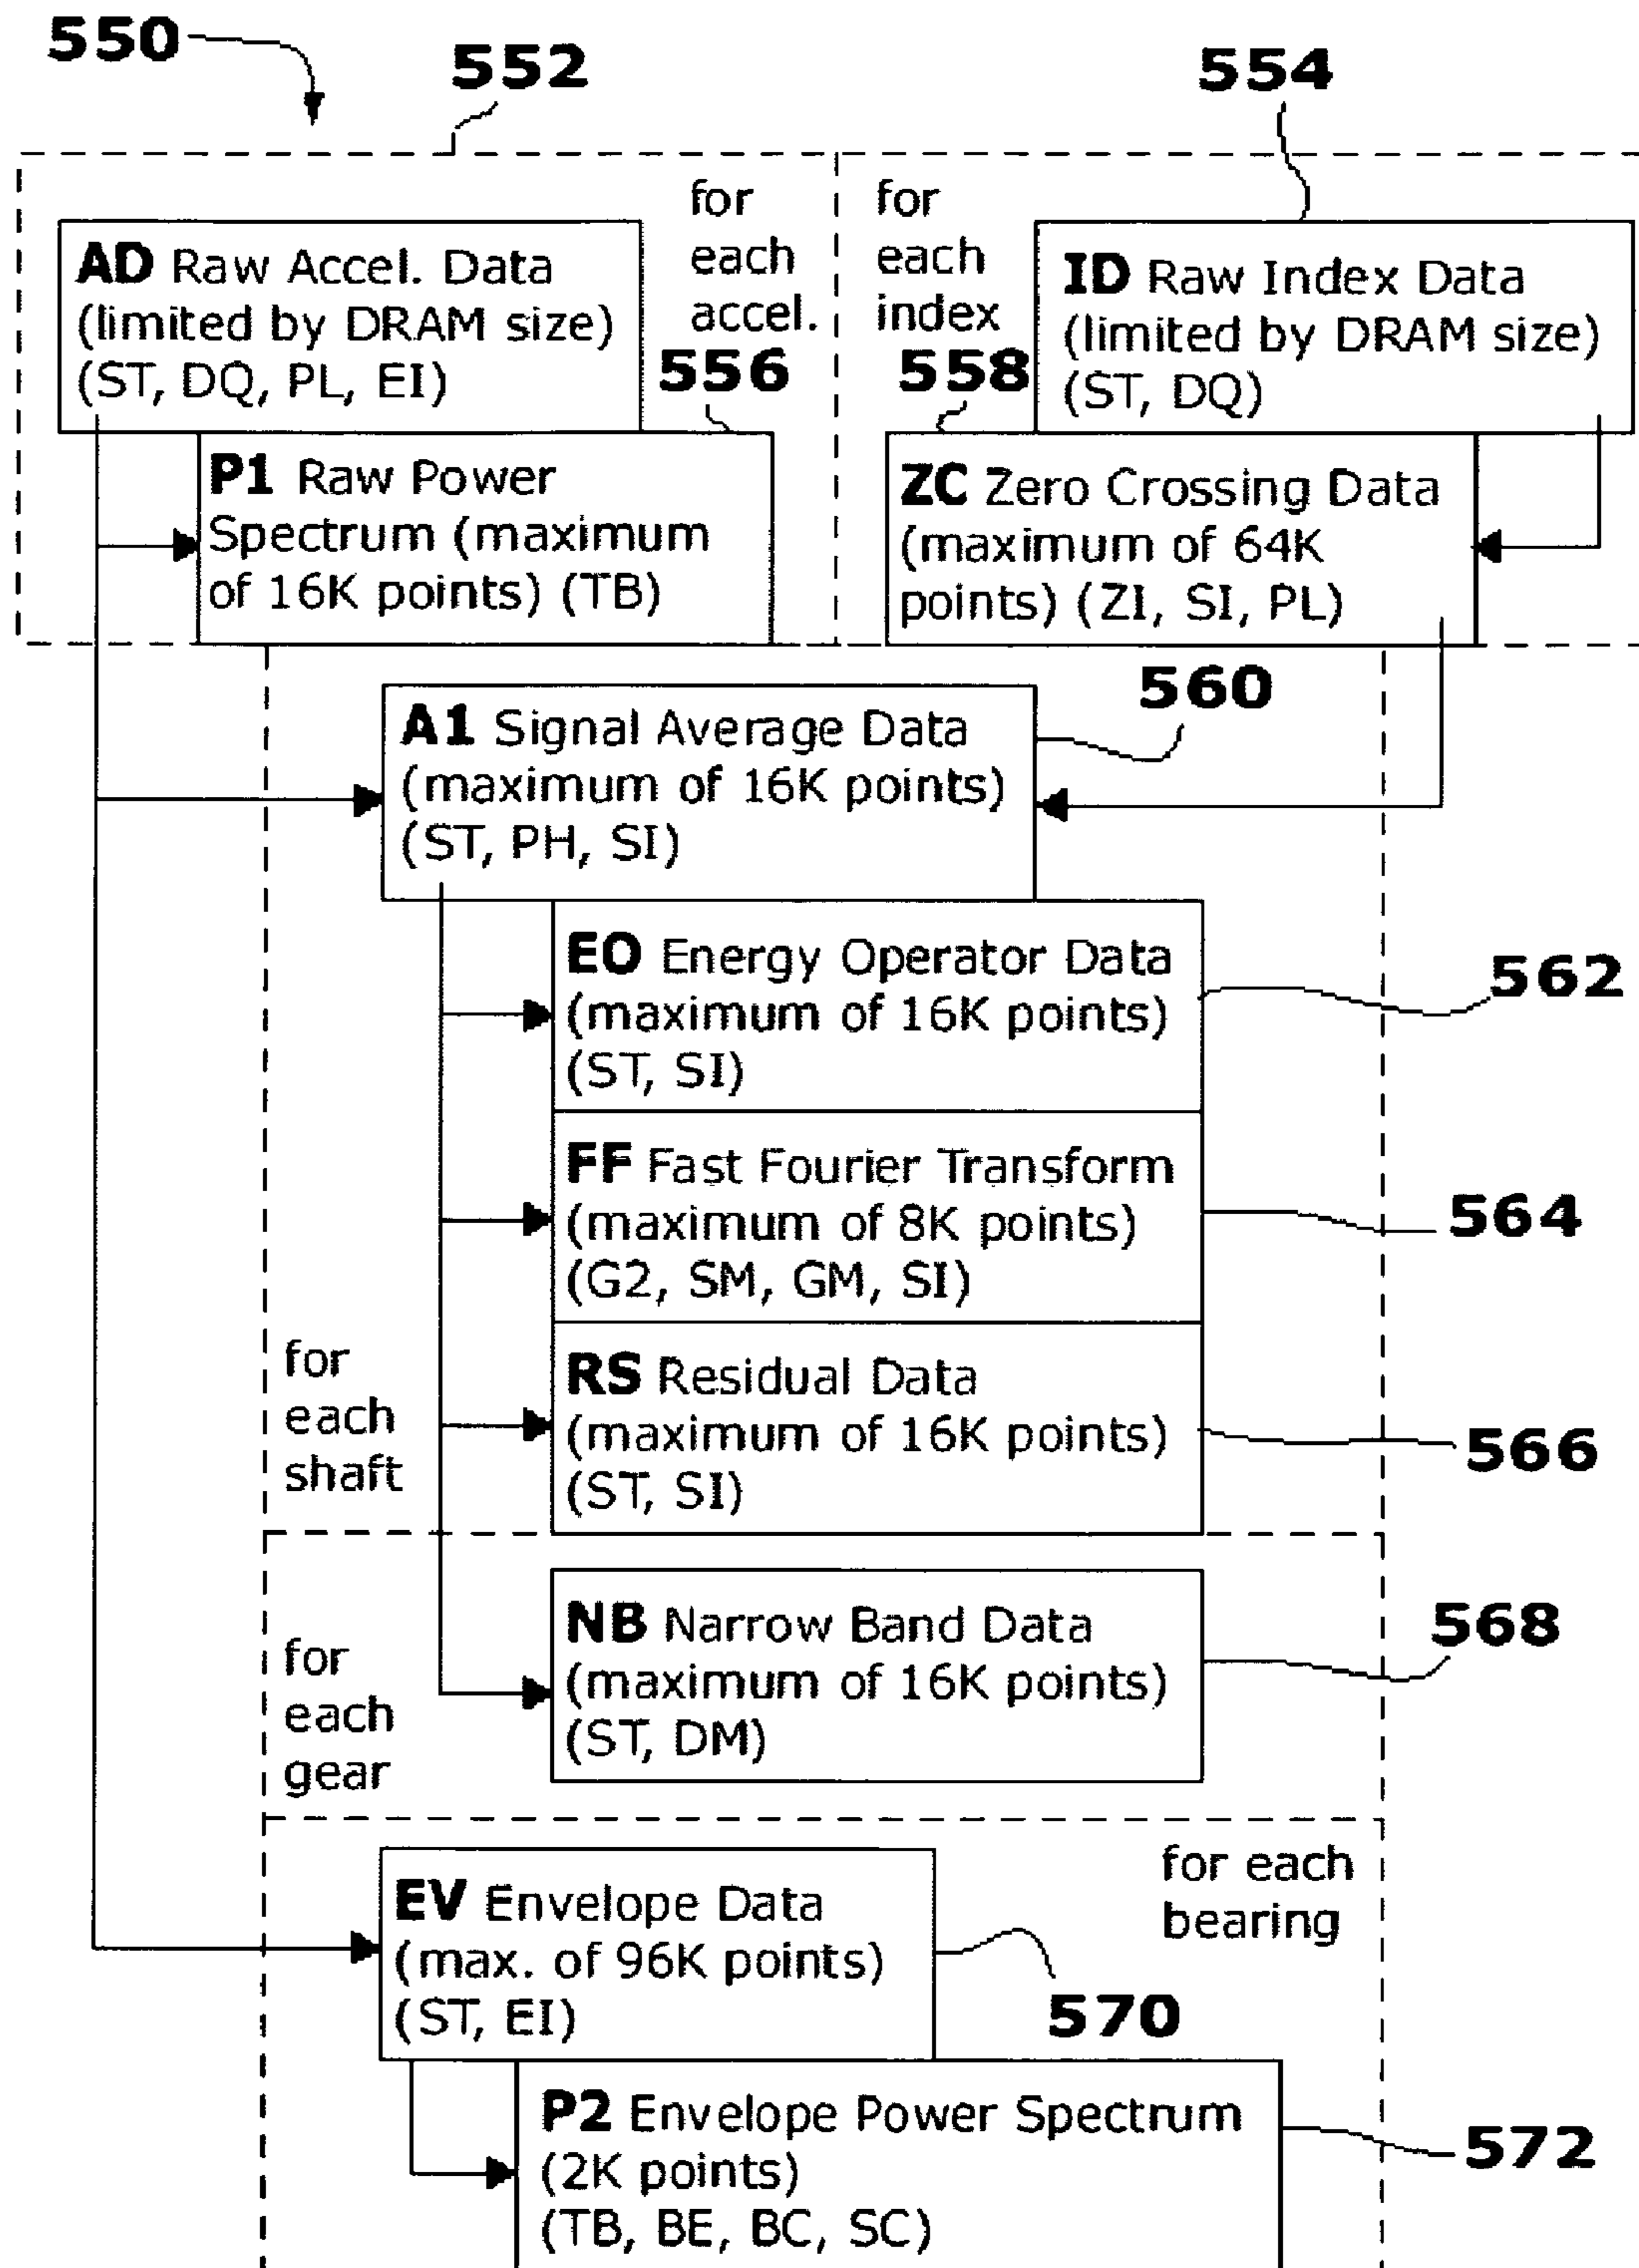 550
552
554
for
each
accel.
for
each
index
AD Raw Accel. Data
(limited by DRAM size)
(ST, DQ, PL, EI)
ID Raw Index Data
(limited by DRAM size)
(ST, DQ)
556
558
P1 Raw Power
Spectrum (maximum
of 16K points) (TB)
ZC Zero Crossing Data
(maximum of 64K
points) (ZI, SI, PL)
560
A1 Signal Average Data
(maximum of 16K points)
(ST, PH, SI)
EO Energy Operator Data
(maximum of 16K points)
(ST, SI)
562
FF Fast Fourier Transform
(maximum of 8K points)
(G2, SM, GM, SI)
564
for
each
shaft
RS Residual Data
(maximum of 16K points)
(ST, SI)
566
for
each
gear
NB Narrow Band Data
(maximum of 16K points)
(ST, DM)
568
for each
bearing
EV Envelope Data
(max. of 96K points)
(ST, EI)
570
P2 Envelope Power Spectrum
(2K points)
(TB, BE, BC, SC)
572